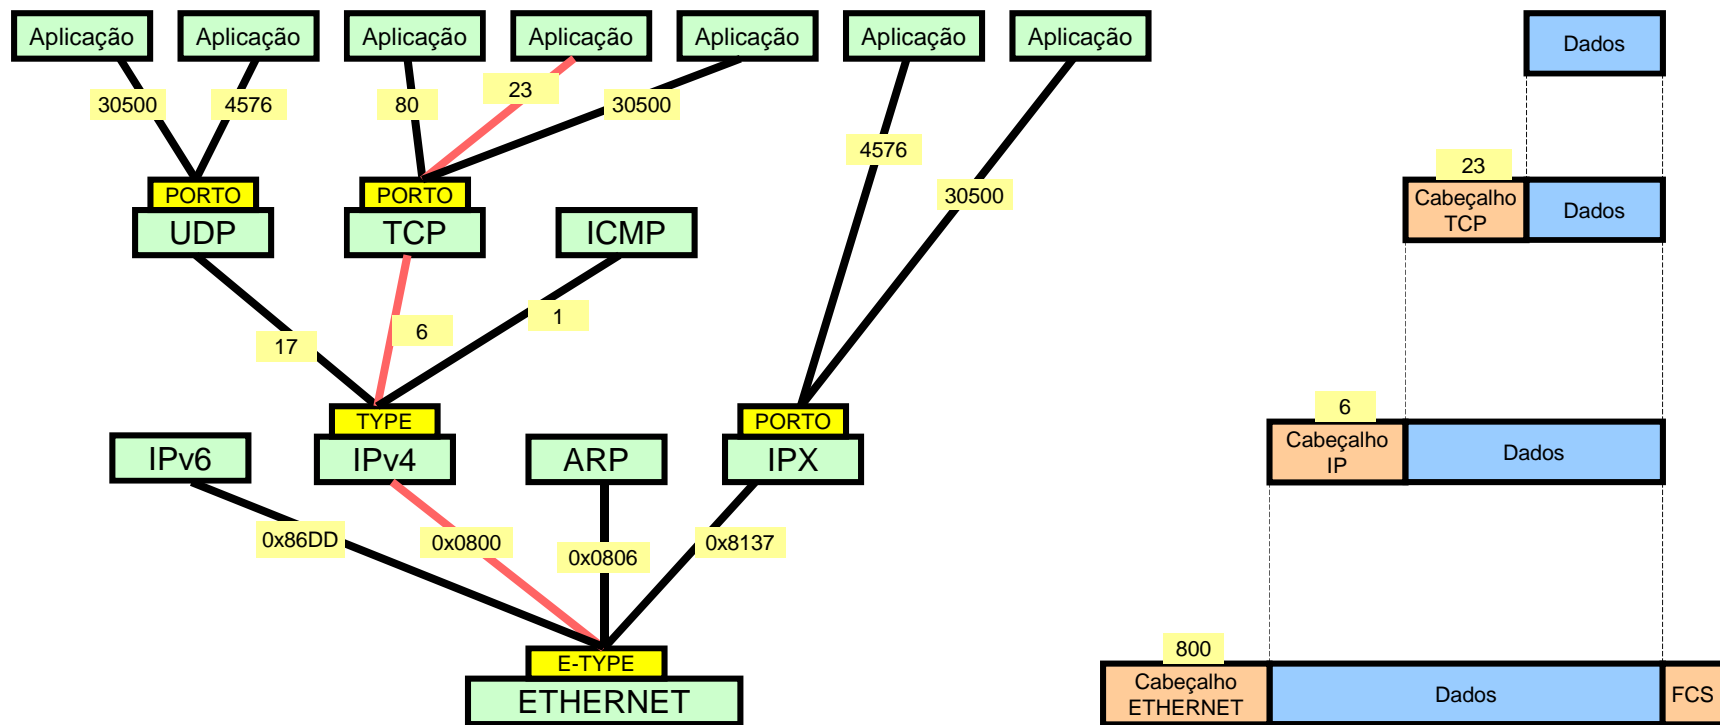 Aplicação
Aplicação
Aplicação
Aplicação
Aplicação
Aplicação
Aplicação
Dados
30500
4576
80
23
30500
4576
30500
23
PORTO
UDP
PORTO
TCP
ICMP
Cabeçalho
TCP
Dados
17
6
1
TYPE
IPv4
IPv6
ARP
PORTO
IPX
6
Cabeçalho
IP
Dados
0x86DD
0x0800
0x0806
0x8137
E-TYPE
ETHERNET
800
Cabeçalho
ETHERNET
Dados
FCS